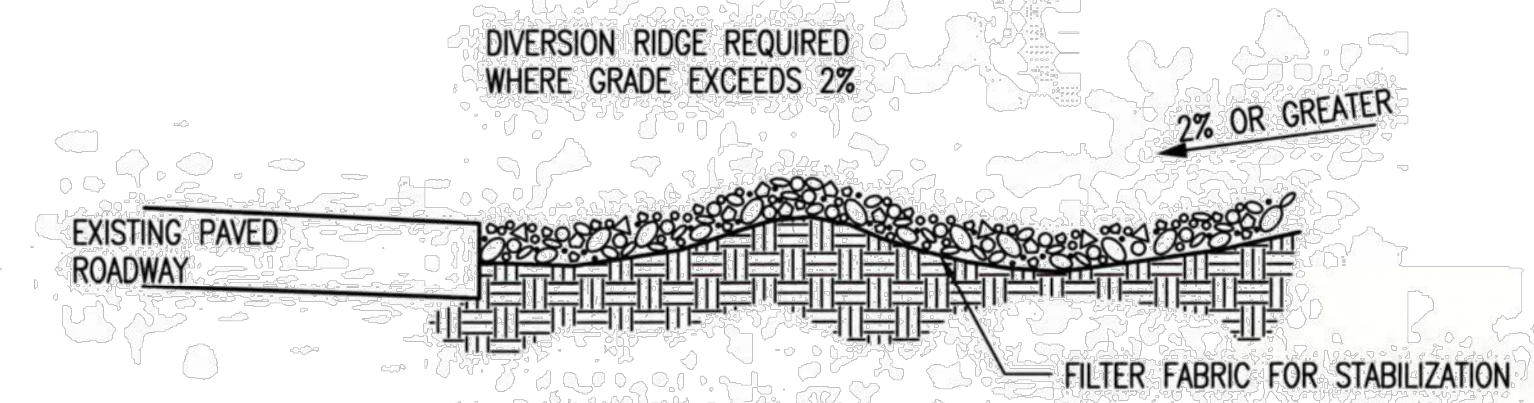 DIVERSION RIDGE REQUIRED
WHERE GRADE EXCEEDS 2%
2% OR GREATER
EXISTING PAVED
ROADWAY
FILTER FABRIC FOR STABILIZATION